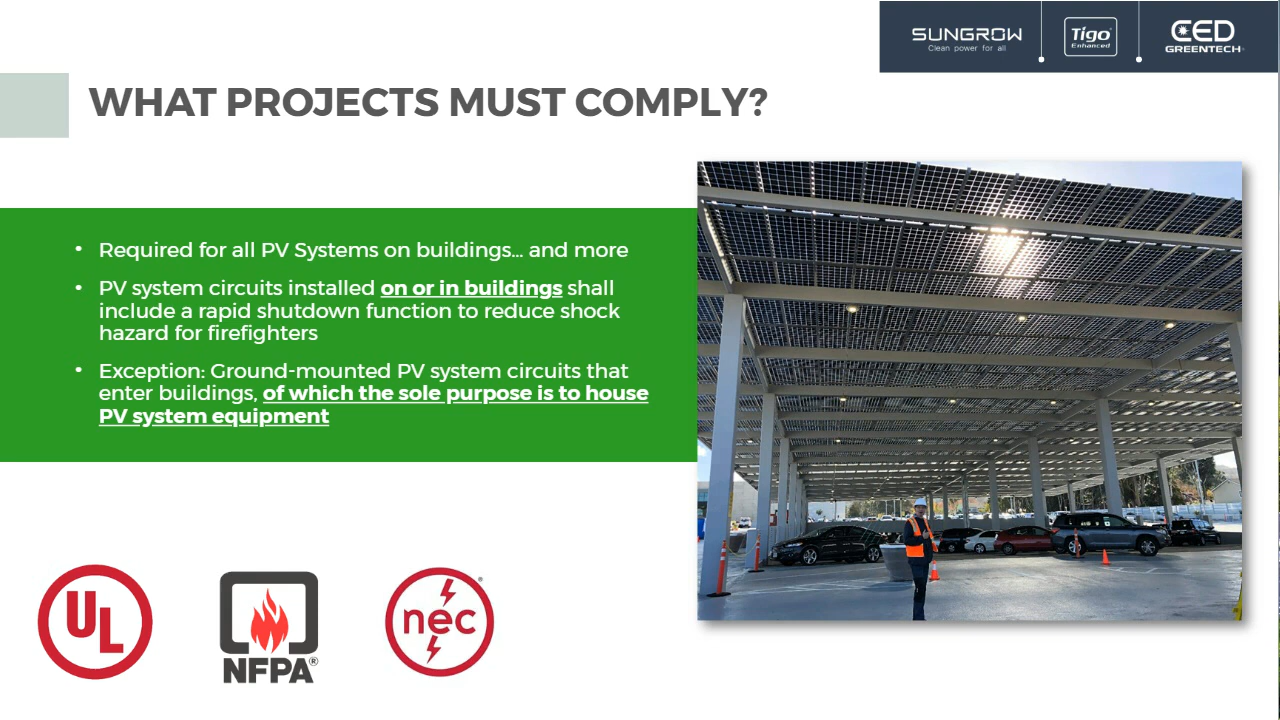 SUNGROW
Clean power for all
Tigo
Enhanced
CED
GREENTECH
WHAT PROJECTS MUST COMPLY?
• Required for all PV Systems on buildings... and more
• PV system circuits installed on or in buildings shall
include a rapid shutdown function to reduce shock
hazard for firefighters
• Exception: Ground-mounted PV system circuits that
enter buildings, of which the sole purpose is to house
PV system equipment
UL
NFPA®
nec®